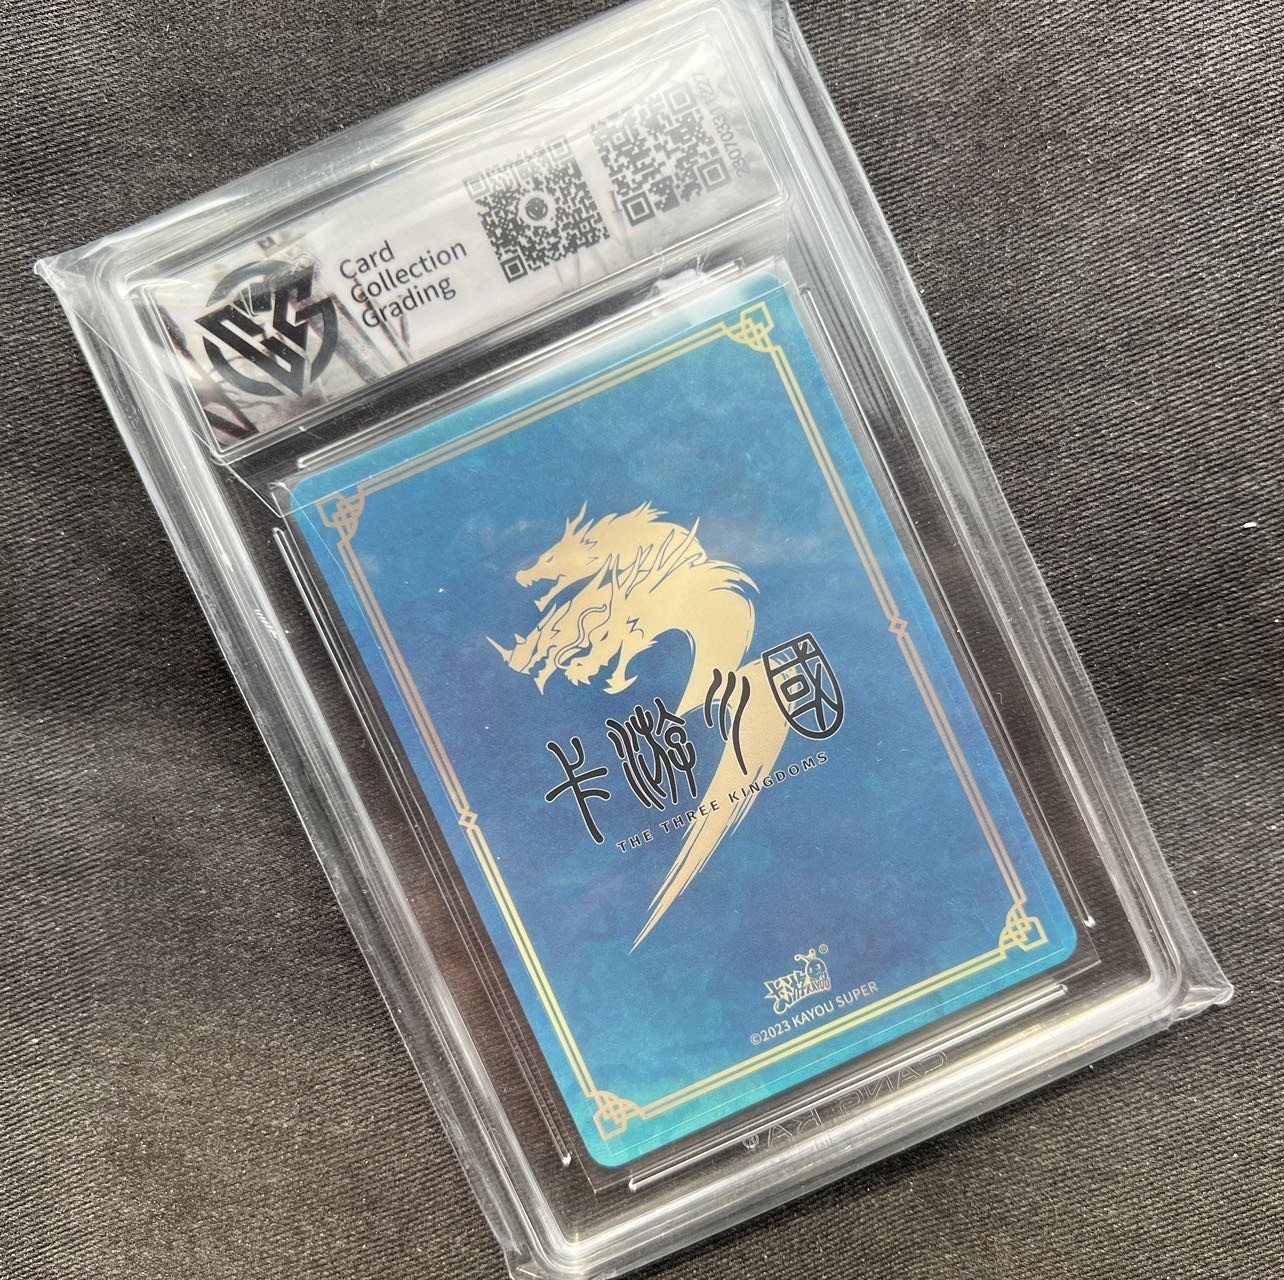 Card
Collection
Grading
卡游三國
THE THREE KINGDOMS
®
©2023 KAYOU SUPER